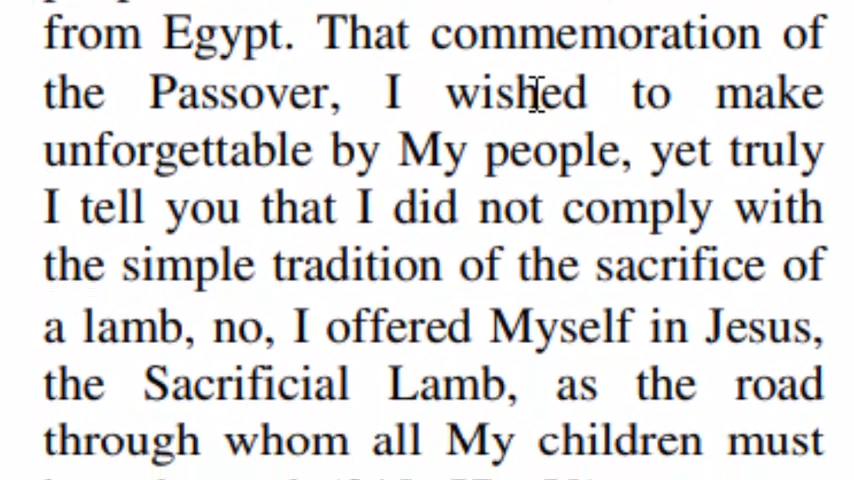 from Egypt. That commemoration of
the Passover, I wished to make
unforgettable by My people, yet truly
I tell you that I did not comply with
the simple tradition of the sacrifice of
a lamb, no, I offered Myself in Jesus,
the Sacrificial Lamb, as the road
through whom all My children must